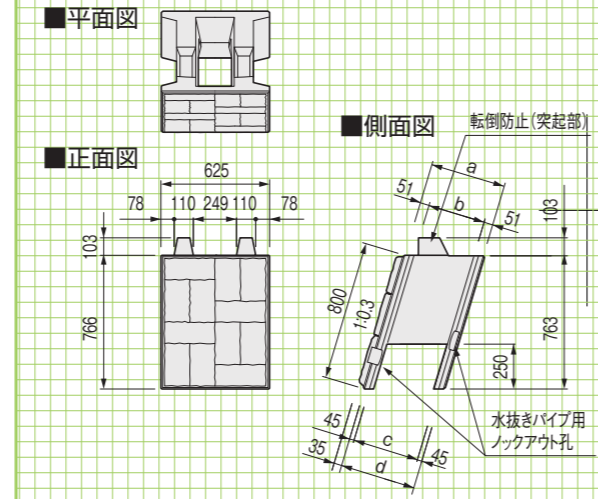 ■平面図
■正面図
625
78 110 249 110 78
103
766
■側面図
転倒防止(突起部)
a
51 b 51
103
800
1:0.3
763
250
45 c 45
35 d
水抜きパイプ用
ノックアウト孔